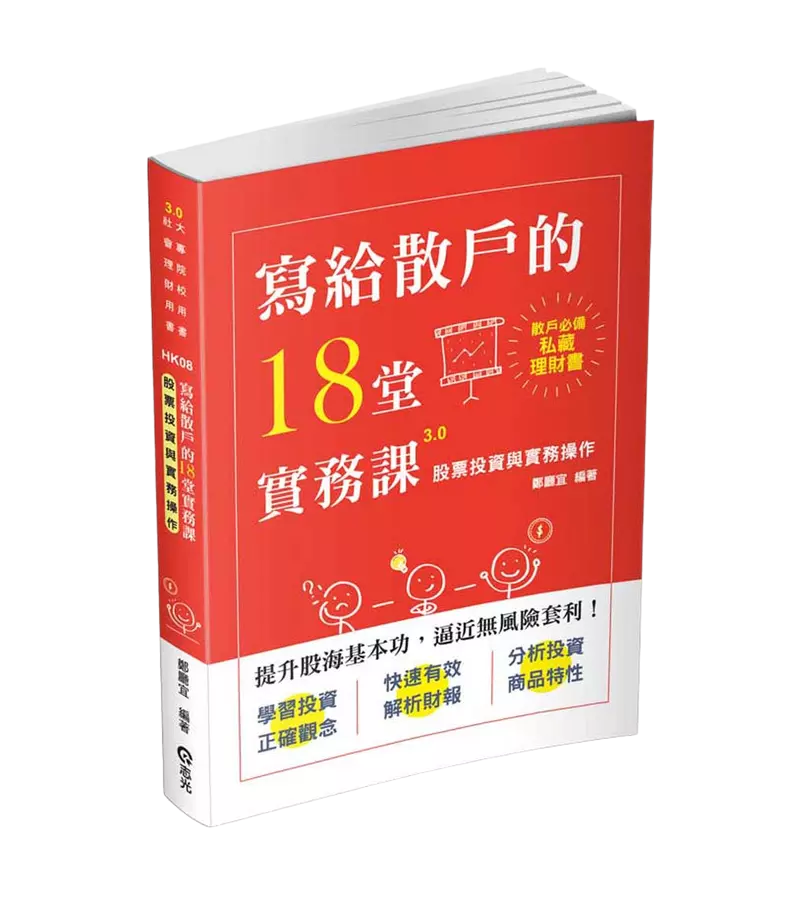 寫給散戶的
18堂
實務課3.0
股票投資與實務操作
鄭廳宜 編著
散戶必備
私藏
理財書
提升股海基本功，逼近無風險套利！
學習投資
正確觀念
快速有效
解析財報
分析投資
商品特性
3.0
大專院校用書
社會理財用書
HK08
寫給散戶的18堂實務課
股票投資與實務操作
鄭廳宜 編著
志光